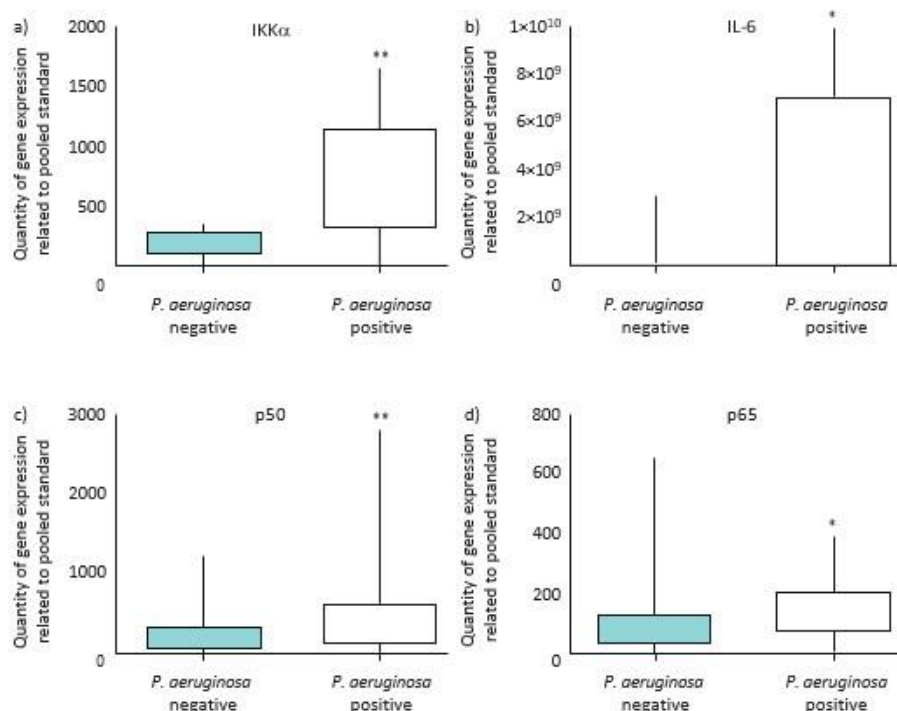 a)
IKKα
Quantity of gene expression
related to pooled standard
2000
1500
1000
500
0
**
P. aeruginosa
negative
P. aeruginosa
positive
b)
IL-6
Quantity of gene expression
related to pooled standard
1×10¹⁰
8×10⁹
6×10⁹
4×10⁹
2×10⁹
0
*
P. aeruginosa
negative
P. aeruginosa
positive
c)
p50
Quantity of gene expression
related to pooled standard
3000
2000
1000
0
**
P. aeruginosa
negative
P. aeruginosa
positive
d)
p65
Quantity of gene expression
related to pooled standard
800
600
400
200
0
*
P. aeruginosa
negative
P. aeruginosa
positive